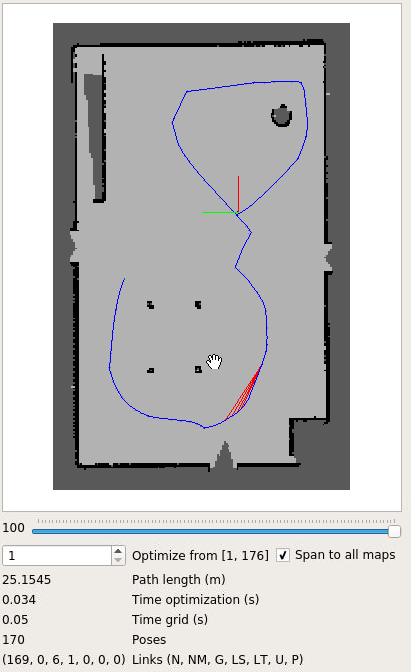 100
1 Optimize from [1, 176] Span to all maps
25.1545 Path length (m)
0.034 Time optimization (s)
0.05 Time grid (s)
170 Poses
(169, 0, 6, 1, 0, 0, 0) Links (N, NM, G, LS, LT, U, P)